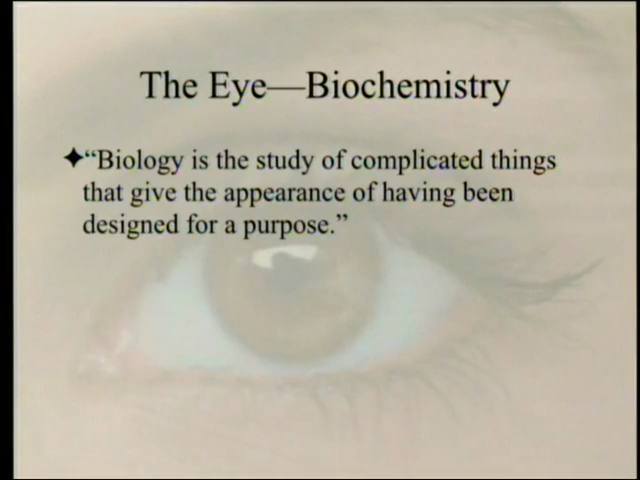 The Eye—Biochemistry
✦“Biology is the study of complicated things
that give the appearance of having been
designed for a purpose.”